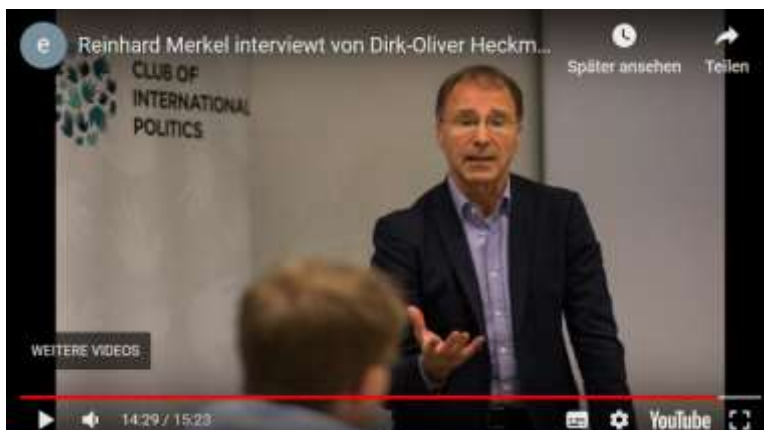 e
Reinhard Merkel interviewt von Dirk-Oliver Heckm...
Später ansehen
Teilen
CLUB OF
INTERNATIONAL
POLITICS
WEITERE VIDEOS
14:29 / 15:23
YouTube